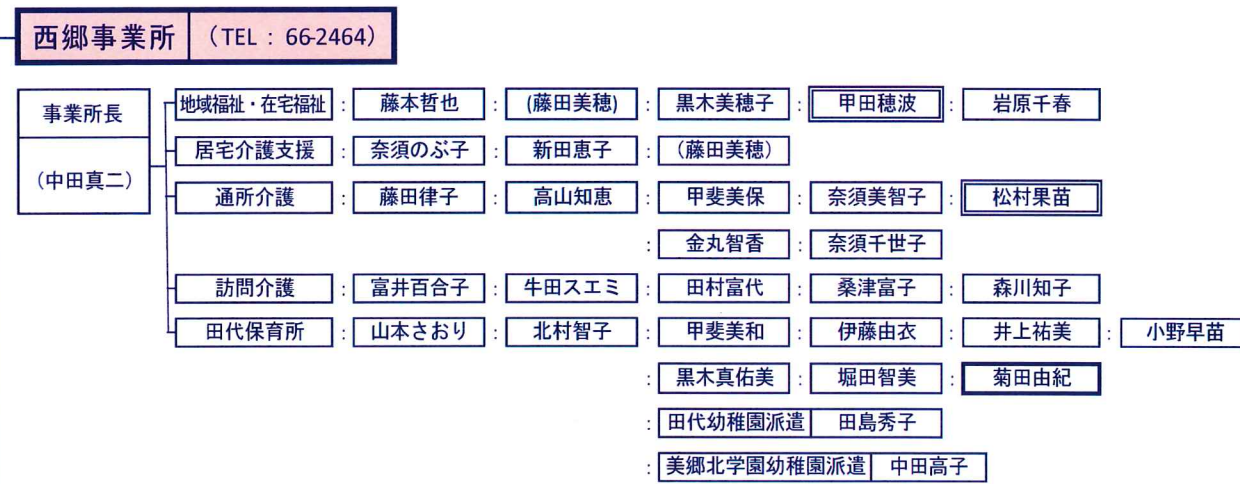 西郷事業所 (TEL : 66-2464)
事業所長
(中田真二)
地域福祉・在宅福祉 : 藤本哲也 : (藤田美穂) : 黒木美穂子 : 甲田穂波 : 岩原千春
居宅介護支援 : 奈須のぶ子 : 新田恵子 : (藤田美穂)
通所介護 : 藤田律子 : 高山知恵 : 甲斐美保 : 奈須美智子 : 松村果苗
: 金丸智香 : 奈須千世子
訪問介護 : 富井百合子 : 牛田スエミ : 田村富代 : 桑津富子 : 森川知子
田代保育所 : 山本さおり : 北村智子 : 甲斐美和 : 伊藤由衣 : 井上祐美 : 小野早苗
: 黒木真佑美 : 堀田智美 : 菊田由紀
: 田代幼稚園派遣 田島秀子
: 美郷北学園幼稚園派遣 中田高子